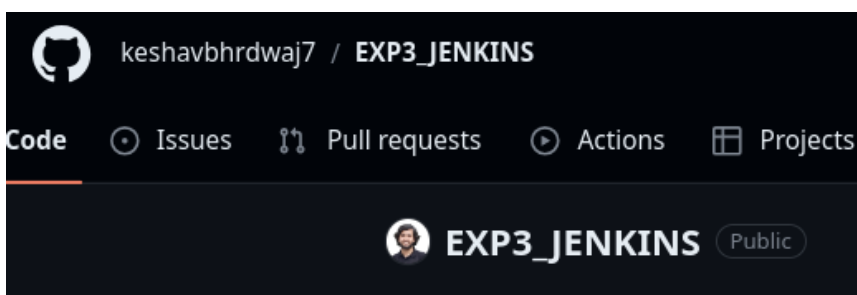 keshavbhrdwaj7 / EXP3_JENKINS
Code Issues Pull requests Actions Projects
EXP3_JENKINS Public